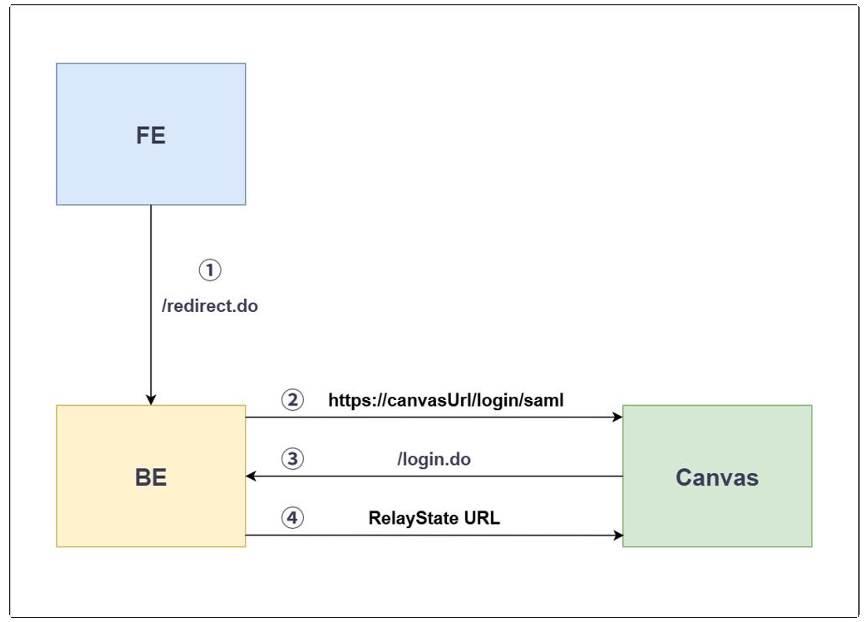 FE
①
/redirect.do
② https://canvasUrl/login/saml
BE
③ /login.do
Canvas
④ RelayState URL